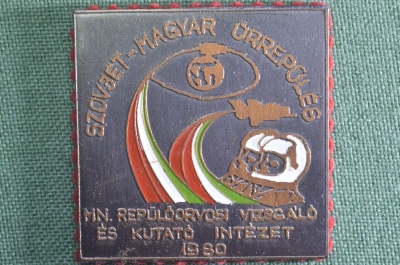 SZOVJET-MAGYAR ŰRREPÜLÉS
MN. REPÜLŐORVOSI VIZSGÁLÓ
ÉS KUTATÓ INTÉZET
1980